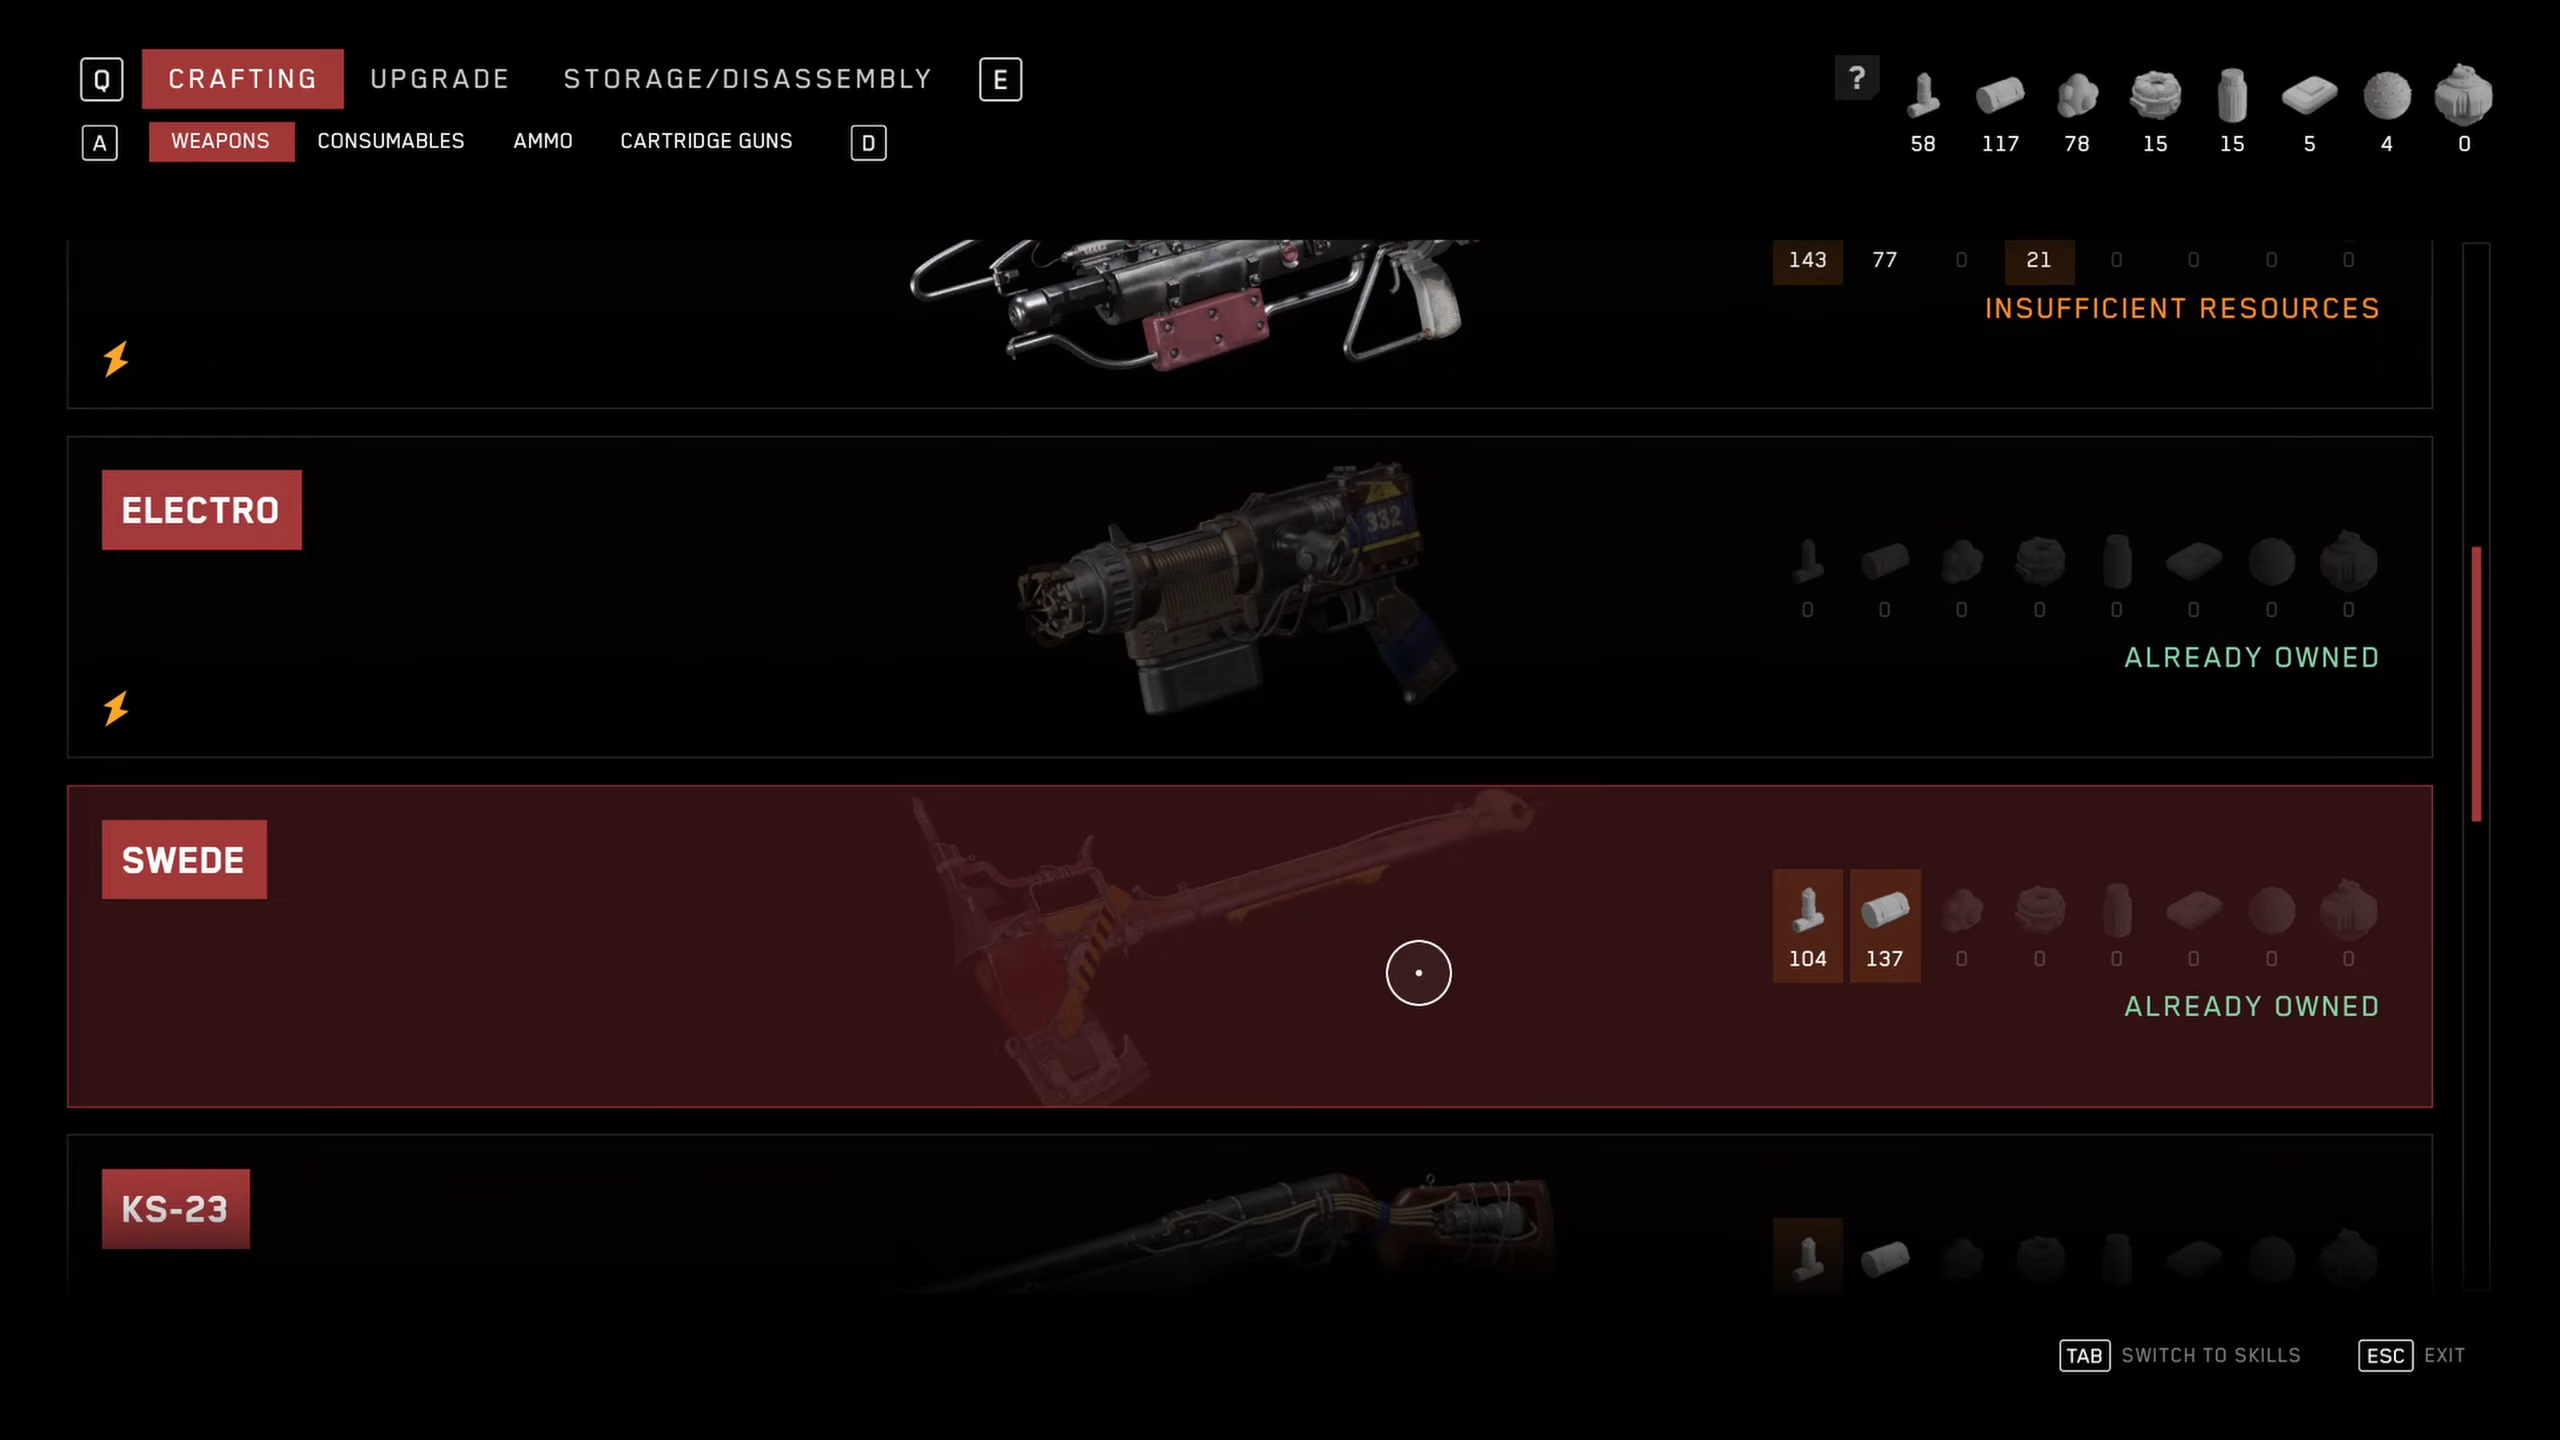 Q CRAFTING UPGRADE STORAGE/DISASSEMBLY E
?
A WEAPONS CONSUMABLES AMMO CARTRIDGE GUNS D
58 117 78 15 15 5 4 0
143 77 0 21 0 0 0 0
INSUFFICIENT RESOURCES
ELECTRO
332
0 0 0 0 0 0 0 0
ALREADY OWNED
SWEDE
104 137 0 0 0 0 0 0
ALREADY OWNED
KS-23
TAB SWITCH TO SKILLS ESC EXIT